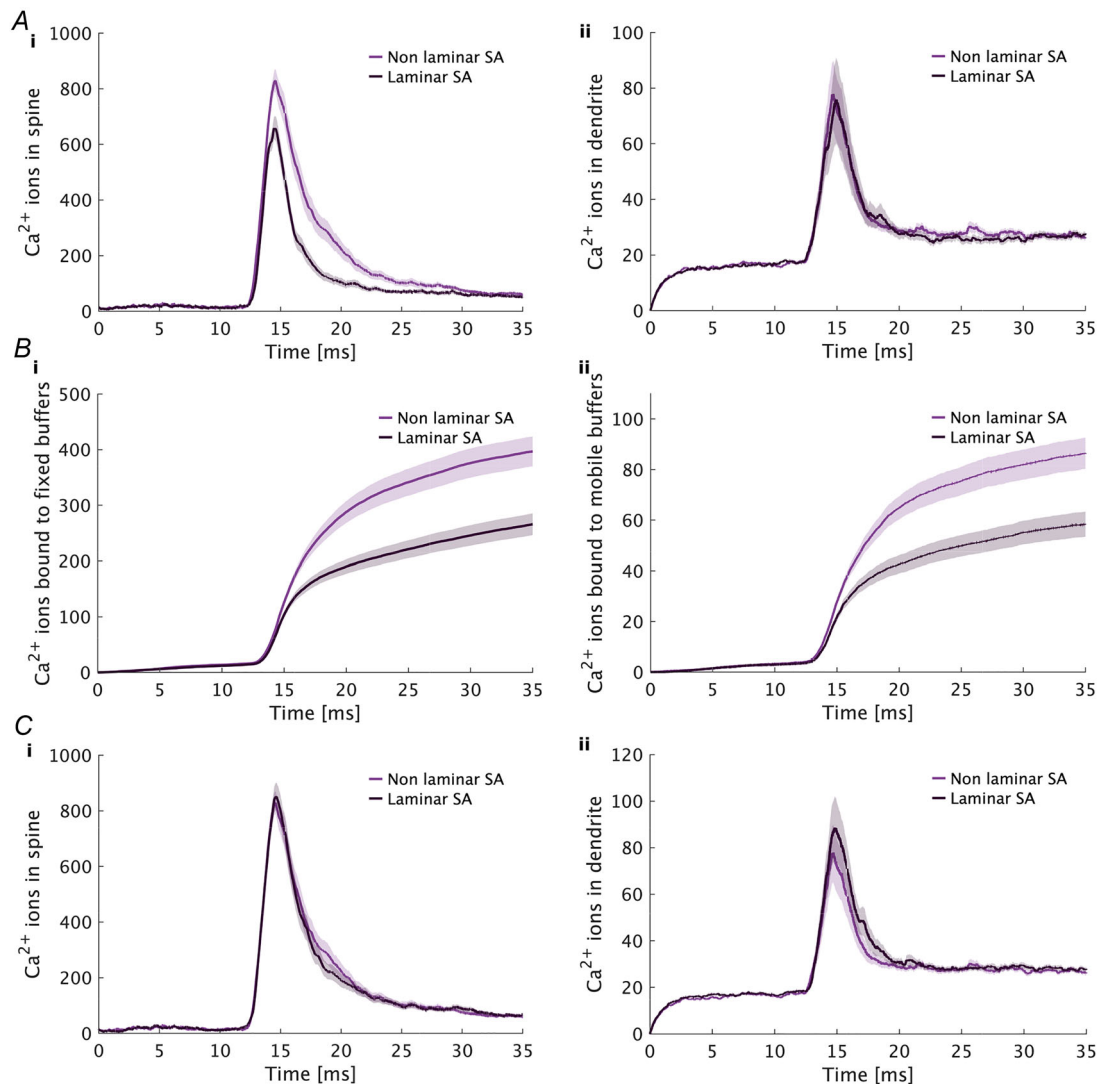 A
i
1000
800
600
400
200
0
Ca2+ ions in spine
Non laminar SA
Laminar SA
0 5 10 15 20 25 30 35
Time [ms]
ii
100
80
60
40
20
0
Ca2+ ions in dendrite
Non laminar SA
Laminar SA
0 5 10 15 20 25 30 35
Time [ms]
B
i
500
400
300
200
100
0
Ca2+ ions bound to fixed buffers
Non laminar SA
Laminar SA
0 5 10 15 20 25 30 35
Time [ms]
ii
100
80
60
40
20
0
Ca2+ ions bound to mobile buffers
Non laminar SA
Laminar SA
0 5 10 15 20 25 30 35
Time [ms]
C
i
1000
800
600
400
200
0
Ca2+ ions in spine
Non laminar SA
Laminar SA
0 5 10 15 20 25 30 35
Time [ms]
ii
120
100
80
60
40
20
0
Ca2+ ions in dendrite
Non laminar SA
Laminar SA
0 5 10 15 20 25 30 35
Time [ms]